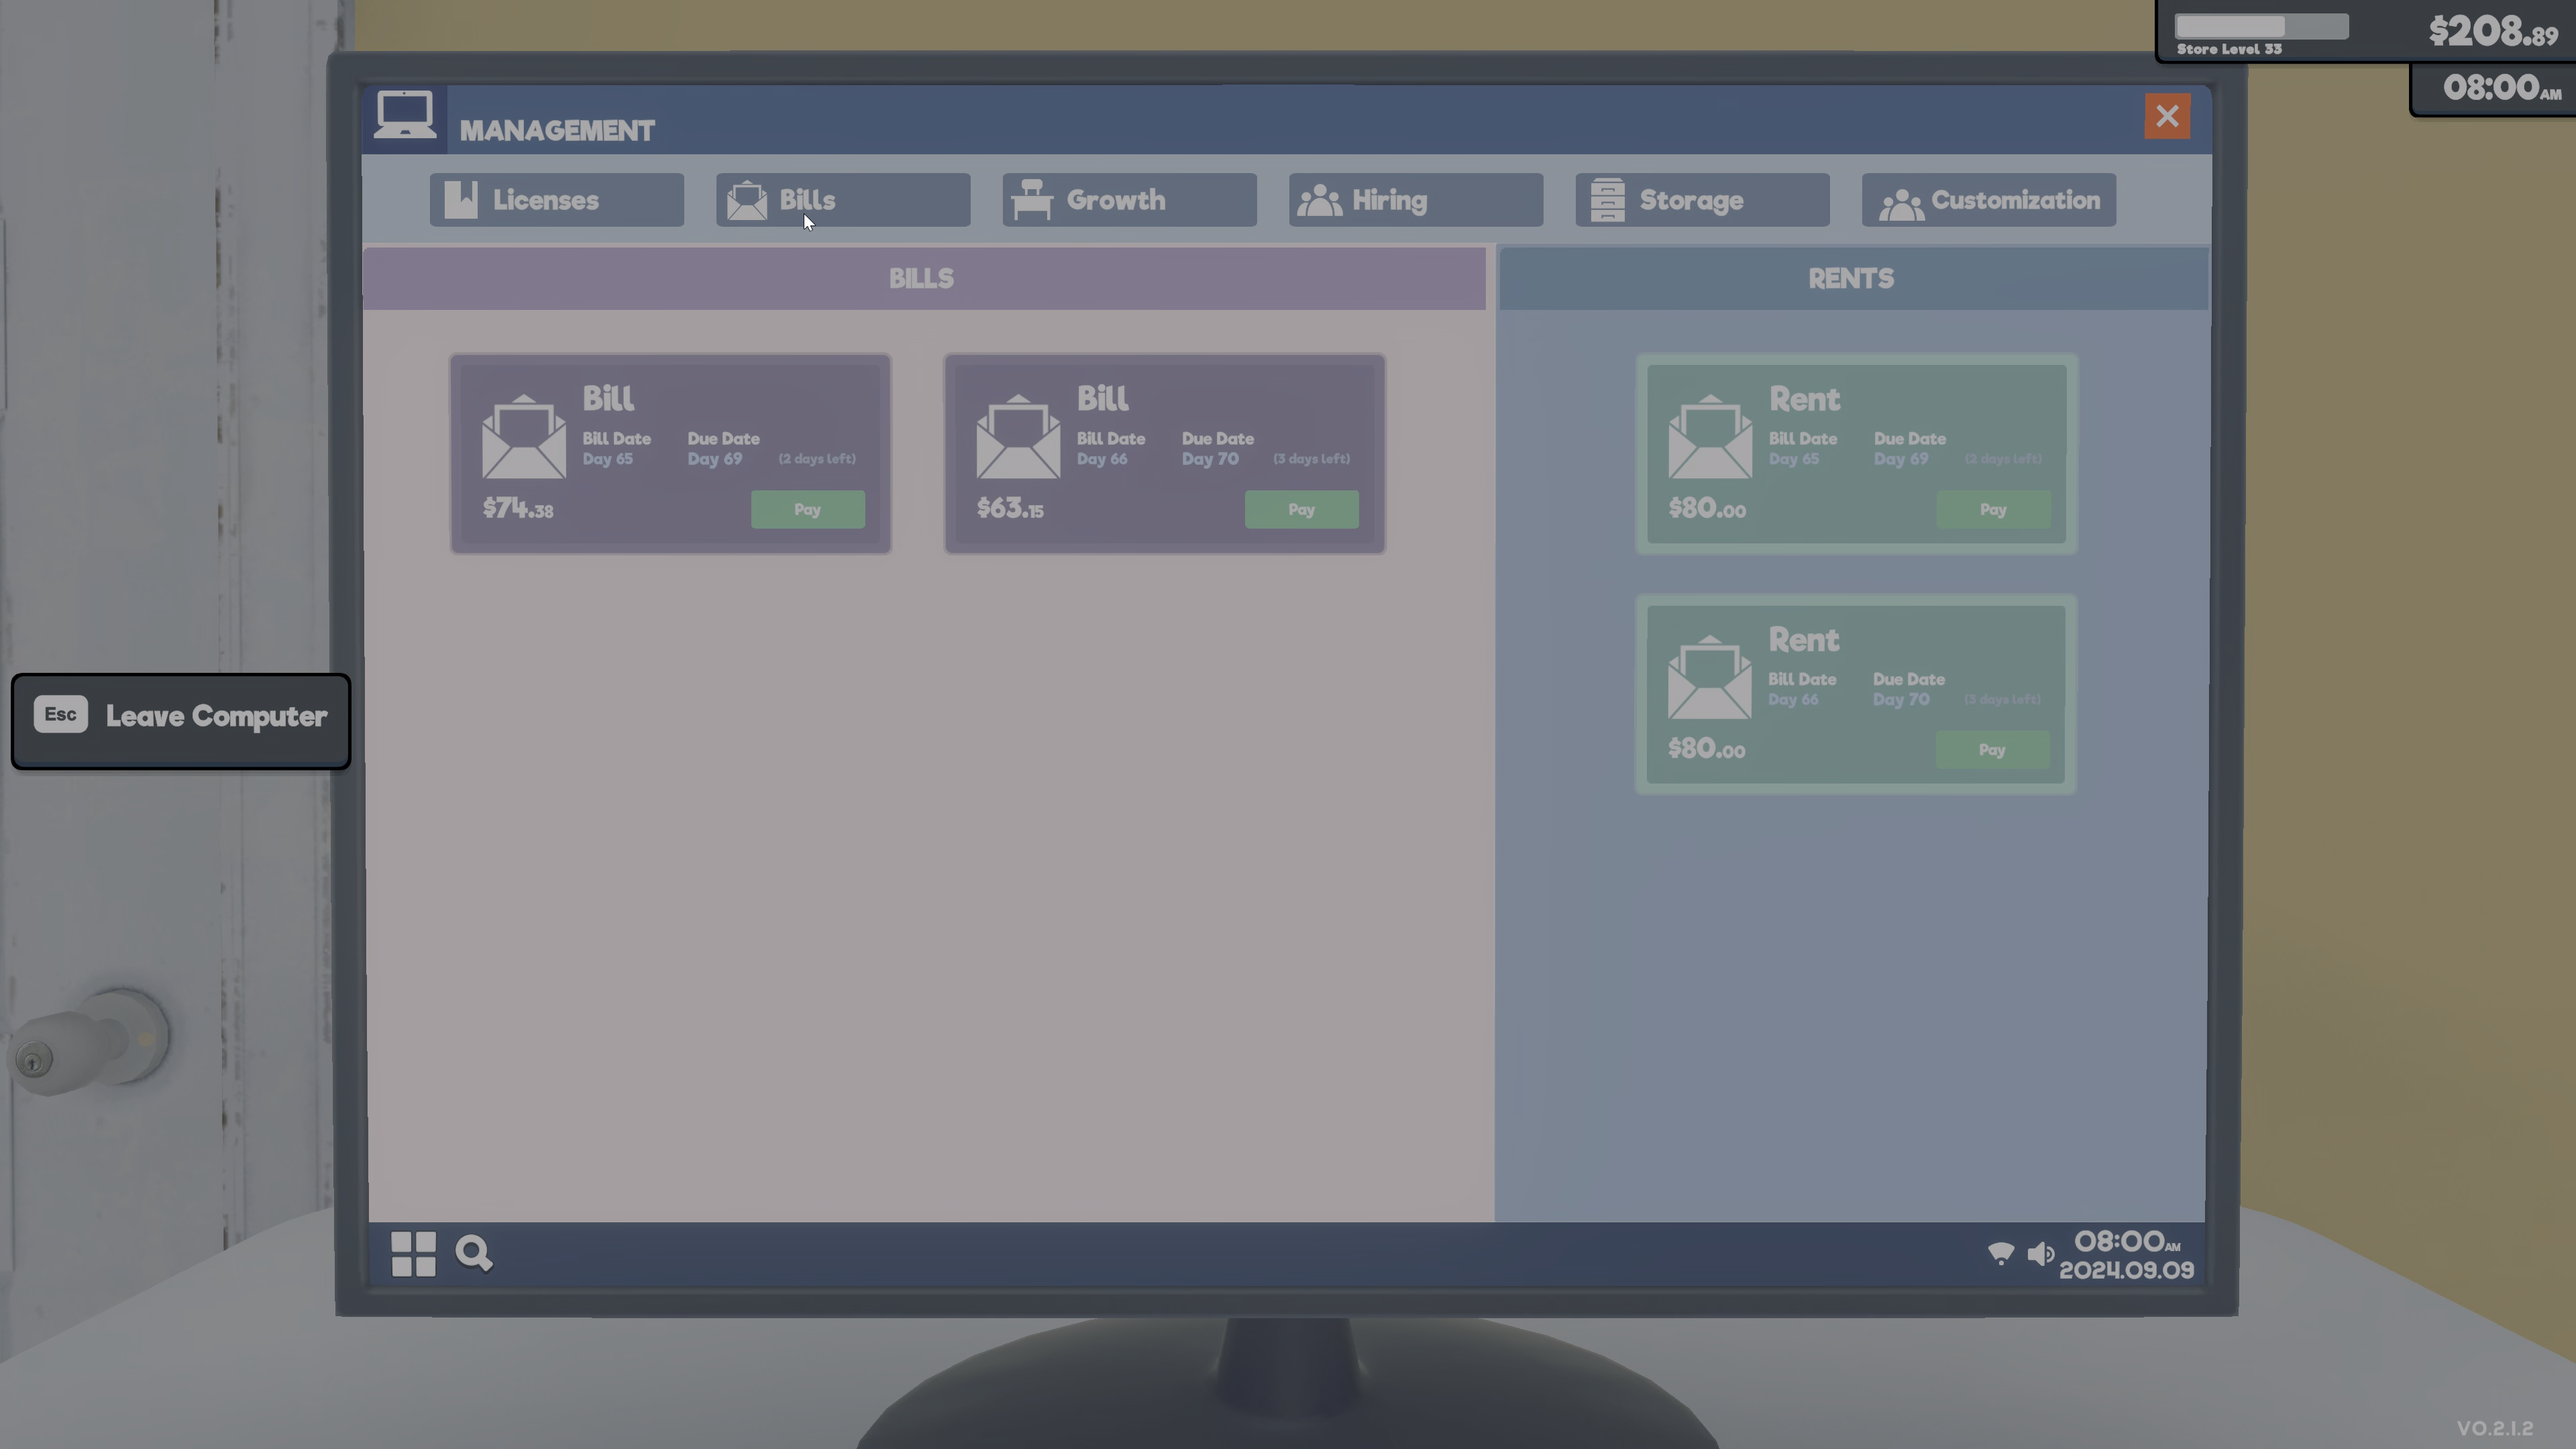 $208.89
Store Level 33
08:00AM
MANAGEMENT
Licenses
Bills
Growth
Hiring
Storage
Customization
BILLS
RENTS
Bill
Bill Date Due Date
Day 65 Day 69 (2 days left)
$74.38 Pay
Bill
Bill Date Due Date
Day 66 Day 70 (3 days left)
$63.15 Pay
Rent
Bill Date Due Date
Day 65 Day 69 (2 days left)
$80.00 Pay
Rent
Bill Date Due Date
Day 66 Day 70 (3 days left)
$80.00 Pay
Esc Leave Computer
08:00AM
2024.09.09
V0.2.1.2